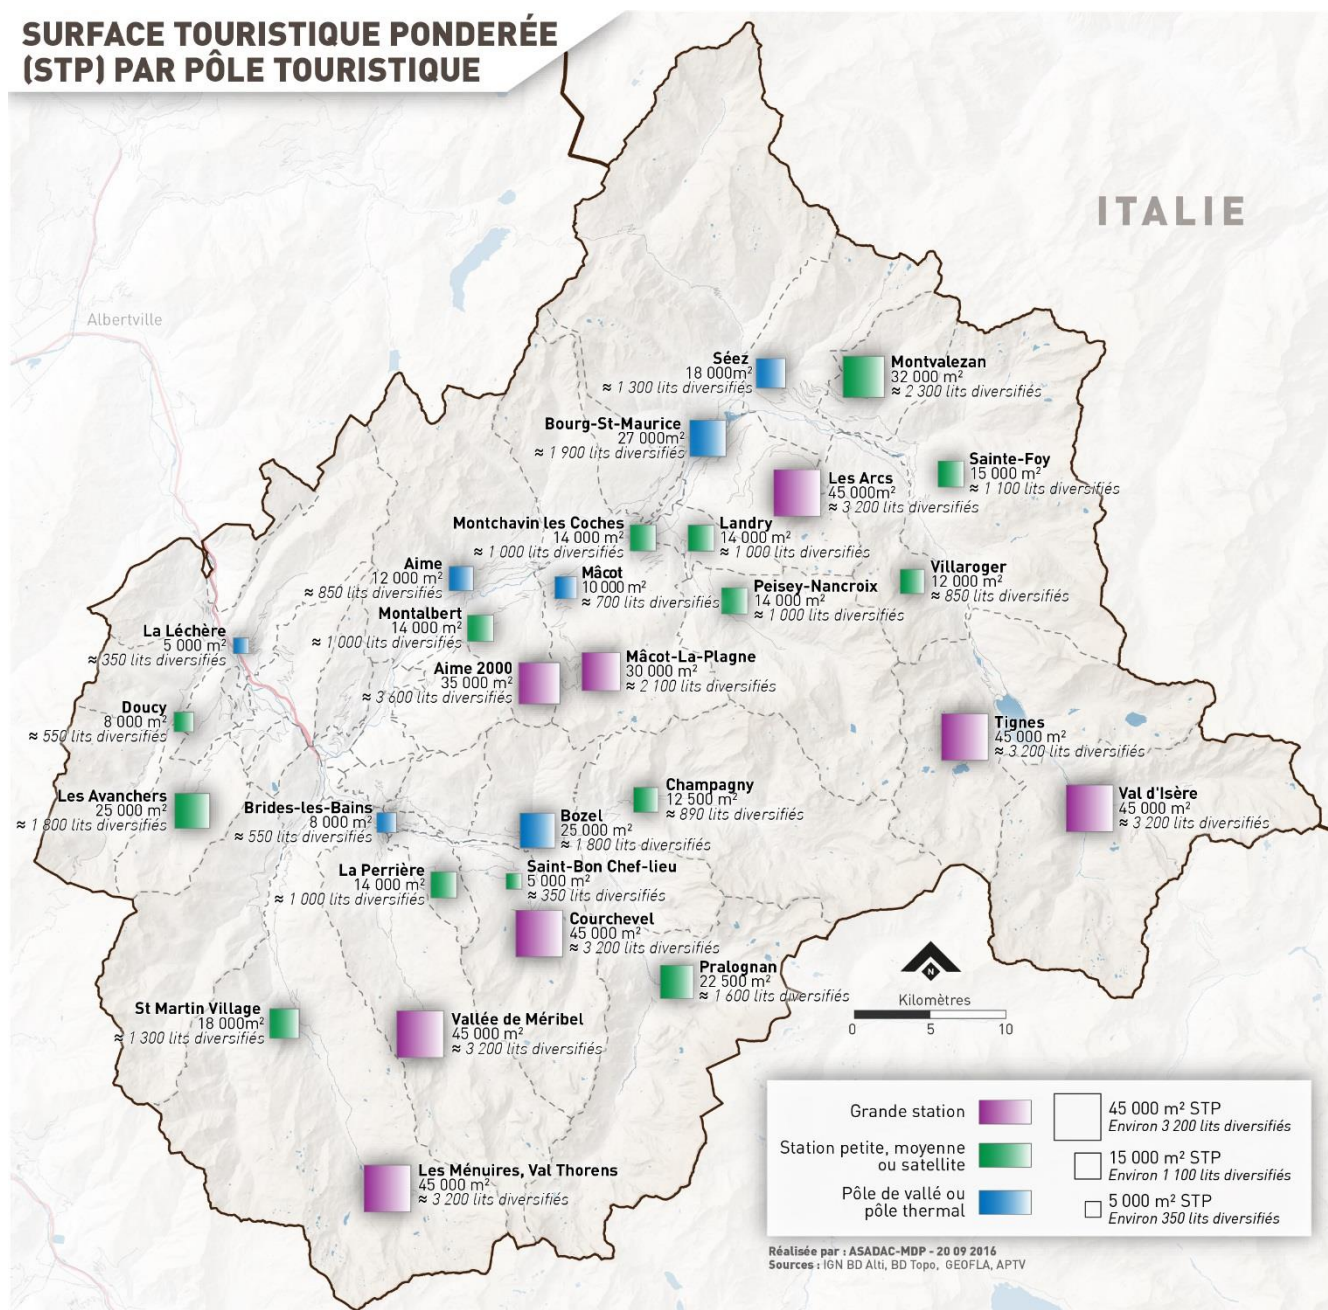 SURFACE TOURISTIQUE PONDERÉE
(STP) PAR PÔLE TOURISTIQUE
ITALIE
Albertville
Séez
18 000m²
≈ 1 300 lits diversifiés
Montvalezan
32 000 m²
≈ 2 300 lits diversifiés
Bourg-St-Maurice
27 000m²
≈ 1 900 lits diversifiés
Sainte-Foy
15 000 m²
≈ 1 100 lits diversifiés
Les Arcs
45 000m²
≈ 3 200 lits diversifiés
Montchavin les Coches
14 000 m²
≈ 1 000 lits diversifiés
Landry
14 000 m²
≈ 1 000 lits diversifiés
Aime
12 000 m²
≈ 850 lits diversifiés
Mâcot
10 000 m²
≈ 700 lits diversifiés
Peisey-Nancroix
14 000 m²
≈ 1 000 lits diversifiés
Villaroger
12 000 m²
≈ 850 lits diversifiés
Montalbert
14 000 m²
≈ 1 000 lits diversifiés
La Léchère
5 000 m²
≈ 350 lits diversifiés
Aime 2000
35 000 m²
≈ 3 600 lits diversifiés
Mâcot-La-Plagne
30 000 m²
≈ 2 100 lits diversifiés
Doucy
8 000 m²
≈ 550 lits diversifiés
Tignes
45 000 m²
≈ 3 200 lits diversifiés
Les Avanchers
25 000 m²
≈ 1 800 lits diversifiés
Brides-les-Bains
8 000 m²
≈ 550 lits diversifiés
Bozel
25 000 m²
≈ 1 800 lits diversifiés
Champagny
12 500 m²
≈ 890 lits diversifiés
Val d'Isère
45 000 m²
≈ 3 200 lits diversifiés
La Perrière
14 000 m²
≈ 1 000 lits diversifiés
Saint-Bon Chef-lieu
5 000 m²
≈ 350 lits diversifiés
Courchevel
45 000 m²
≈ 3 200 lits diversifiés
Pralognan
22 500 m²
≈ 1 600 lits diversifiés
St Martin Village
18 000m²
≈ 1 300 lits diversifiés
Vallée de Méribel
45 000 m²
≈ 3 200 lits diversifiés
Les Ménuires, Val Thorens
45 000 m²
≈ 3 200 lits diversifiés
N
Kilomètres
0 5 10
Grande station
Station petite, moyenne
ou satellite
Pôle de vallé ou
pôle thermal
45 000 m² STP
Environ 3 200 lits diversifiés
15 000 m² STP
Environ 1 100 lits diversifiés
5 000 m² STP
Environ 350 lits diversifiés
Réalisée par : ASADAC-MDP - 20 09 2016
Sources : IGN BD Alti, BD Topo, GEOFLA, APTV